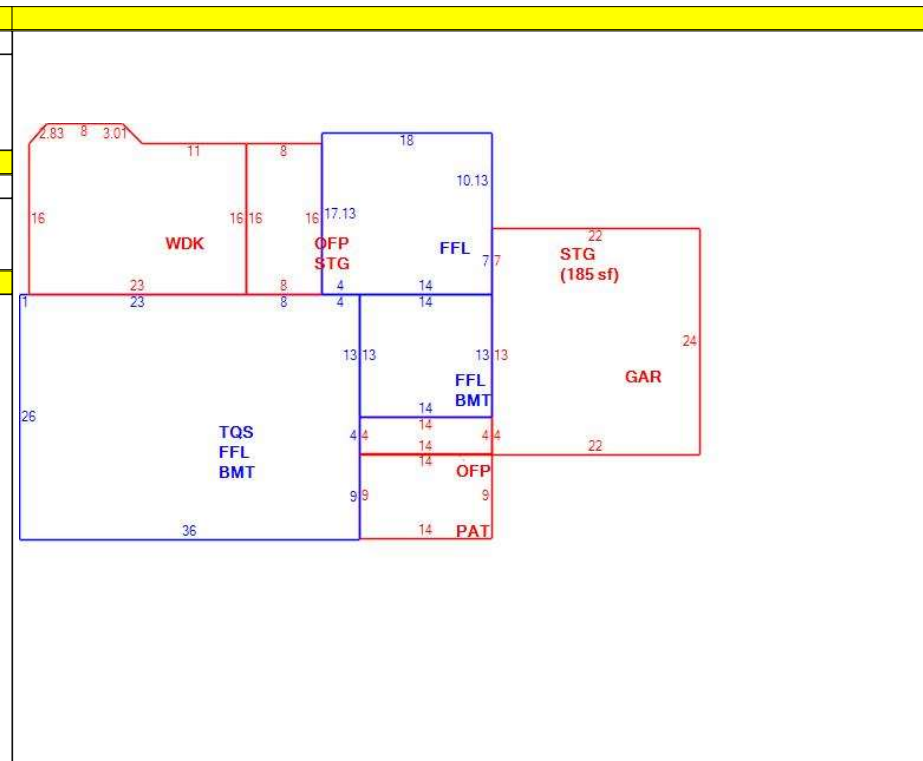 2.83 8 3.01
18
11 8
10.13
16 16 16 16 17.13
WDK OFP FFL
STG
22
STG
(185 sf)
7 7
23 8 4 14
1 23 8 4 14
24
13 13 13 13
GAR
FFL
BMT
14
26
14
TQS
FFL
BMT
4 4 4 4
14
22
14
OFP
9 9 9
36
14 PAT